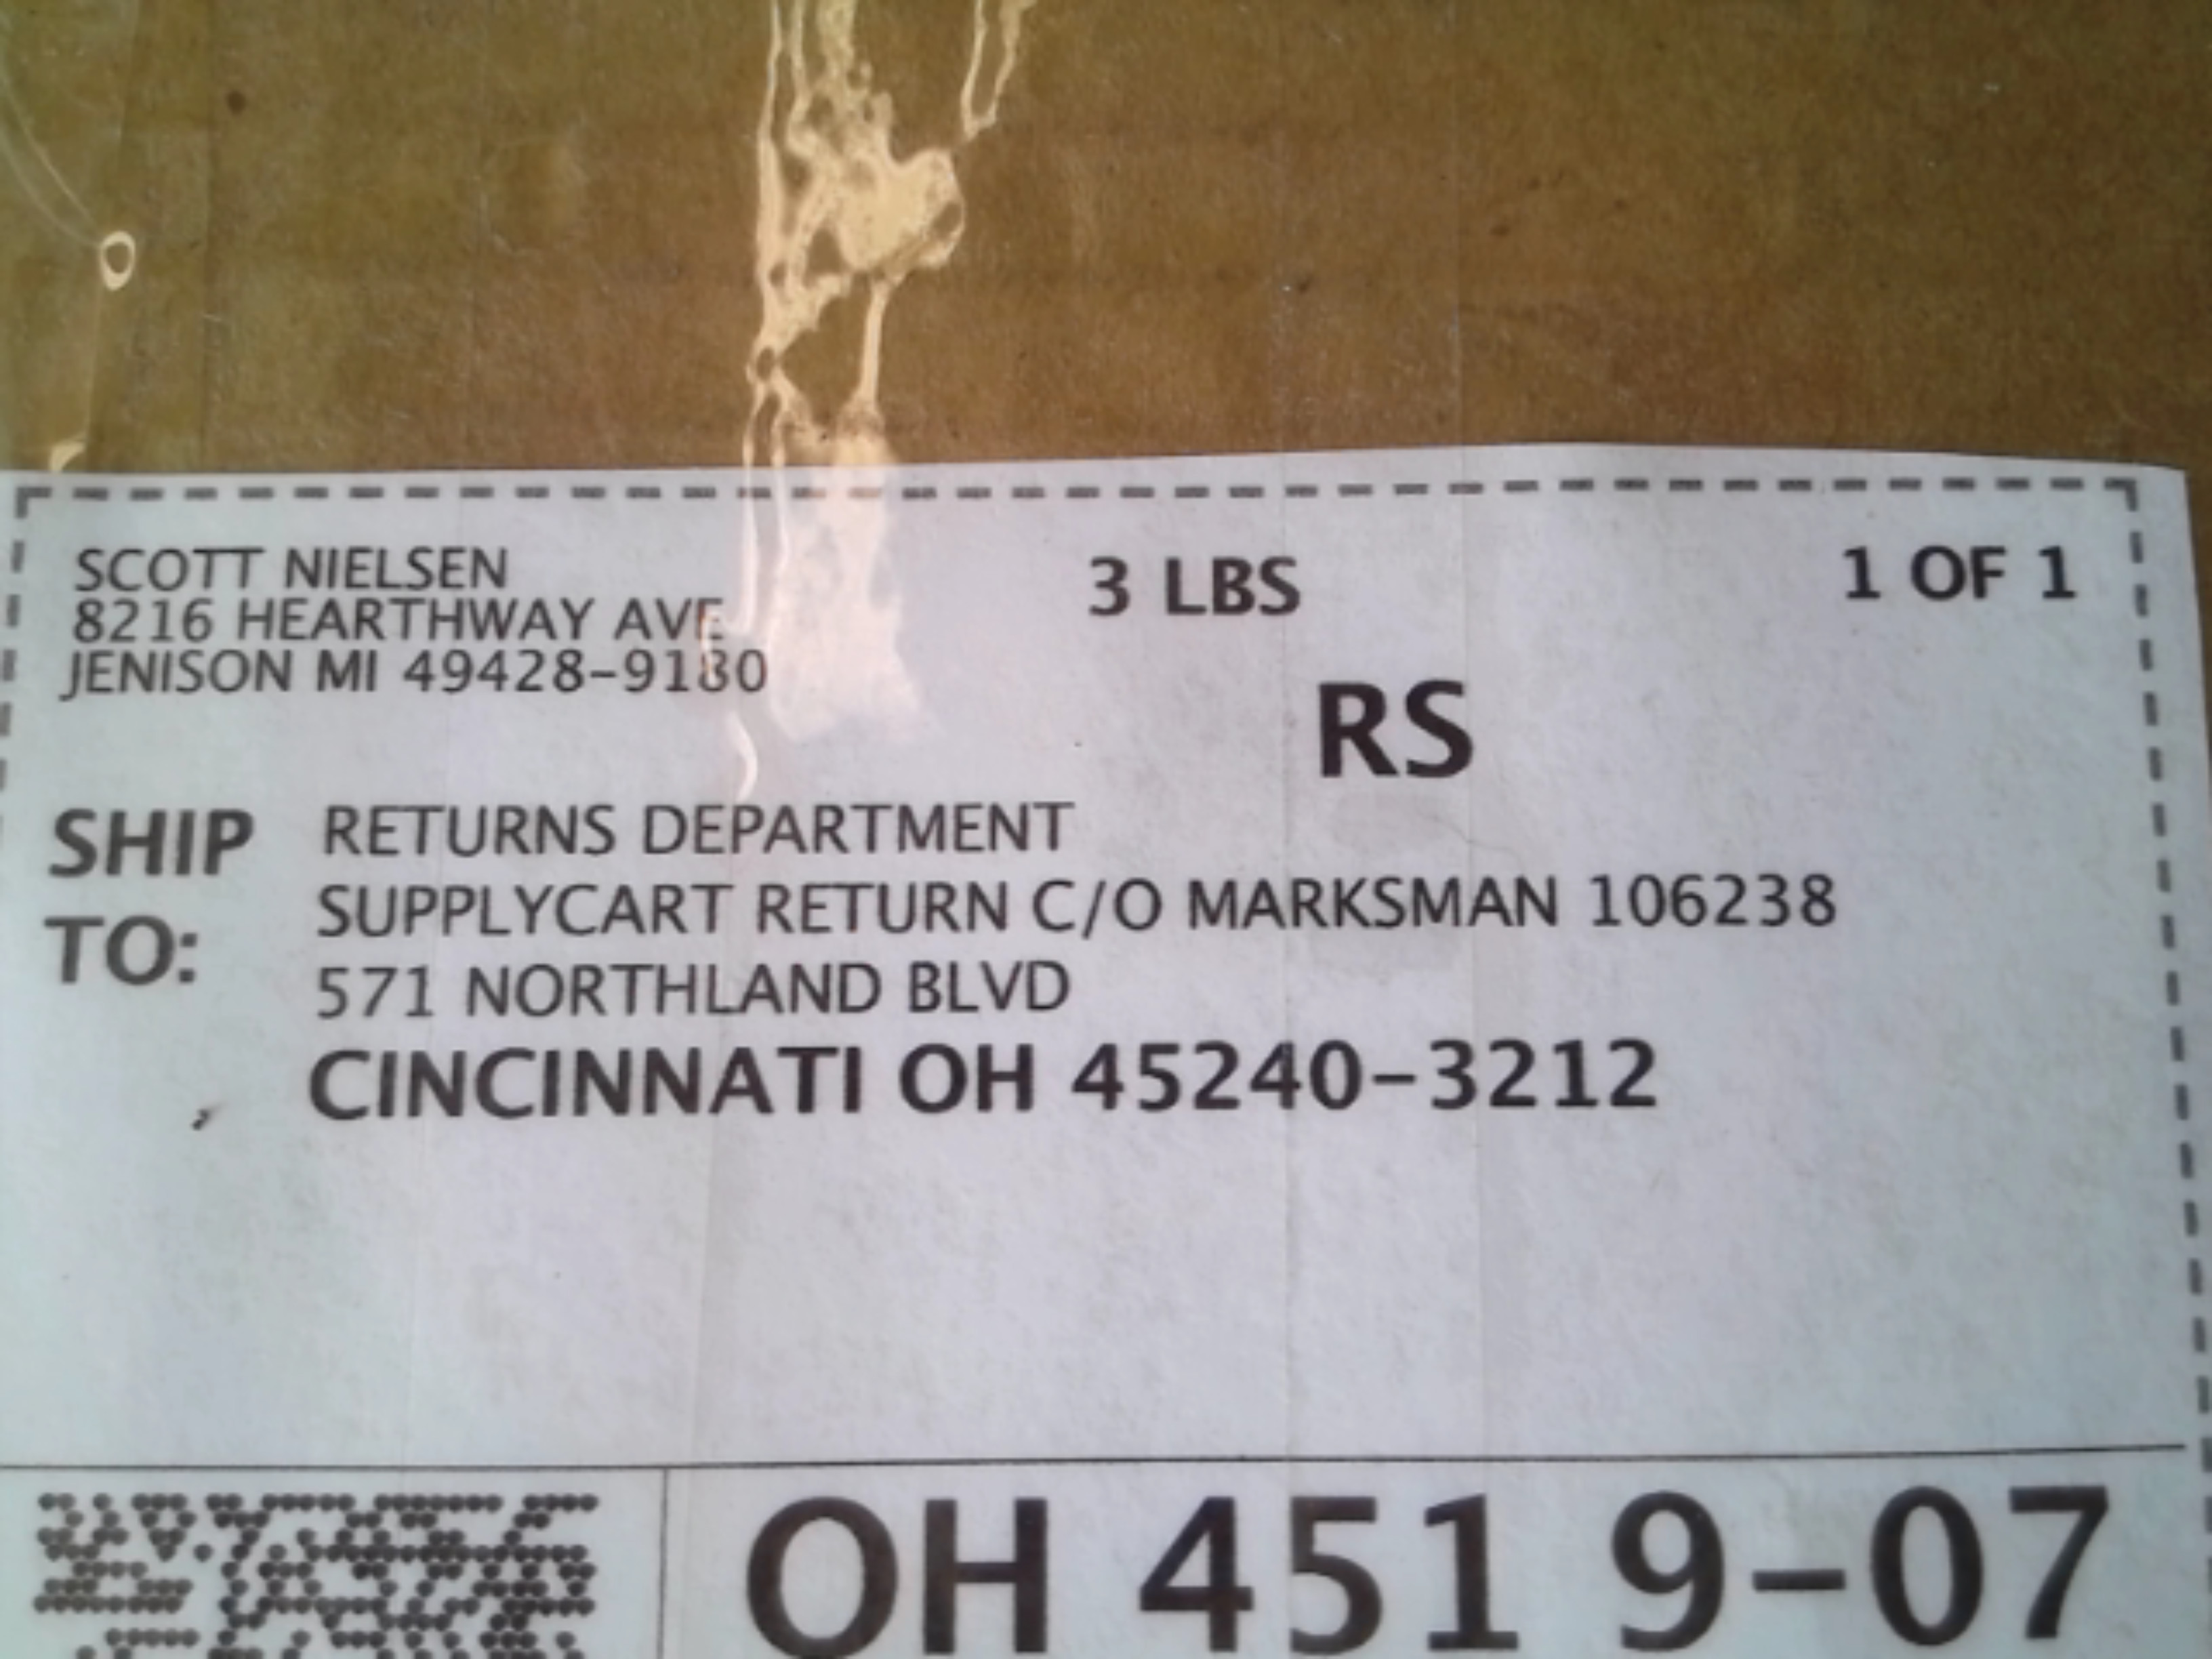 SCOTT NIELSEN
8216 HEARTHWAY AVE
JENISON MI 49428-9180
3 LBS
1 OF 1
RS
SHIP TO:
RETURNS DEPARTMENT
SUPPLYCART RETURN C/O MARKSMAN 106238
571 NORTHLAND BLVD
CINCINNATI OH 45240-3212
OH 451 9-07